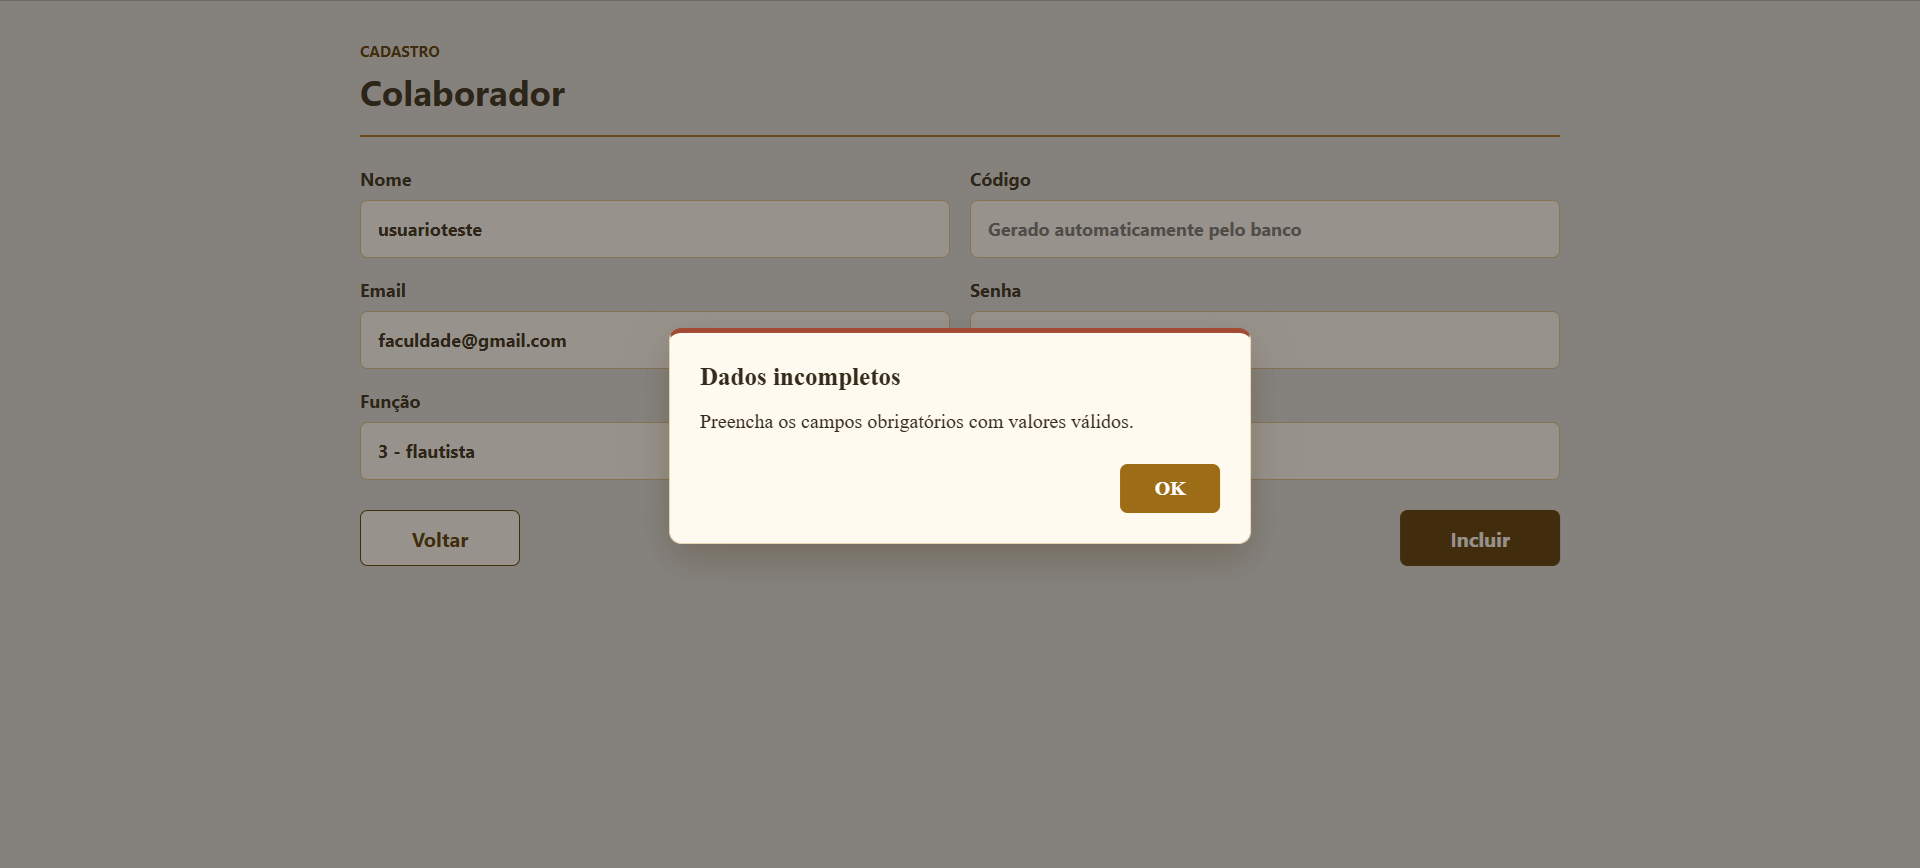 CADASTRO
Colaborador
Nome
Código
usuarioteste
Gerado automaticamente pelo banco
Email
Senha
faculdade@gmail.com
Dados incompletos
Preencha os campos obrigatórios com valores válidos.
OK
Função
3 - flautista
Voltar
Incluir